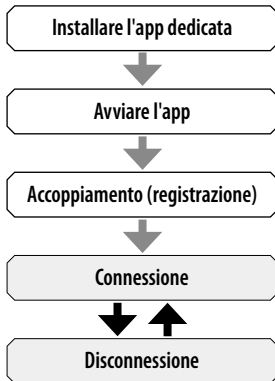 Installare l'app dedicata
Avviare l'app
Accoppiamento (registrazione)
Connessione
Disconnessione